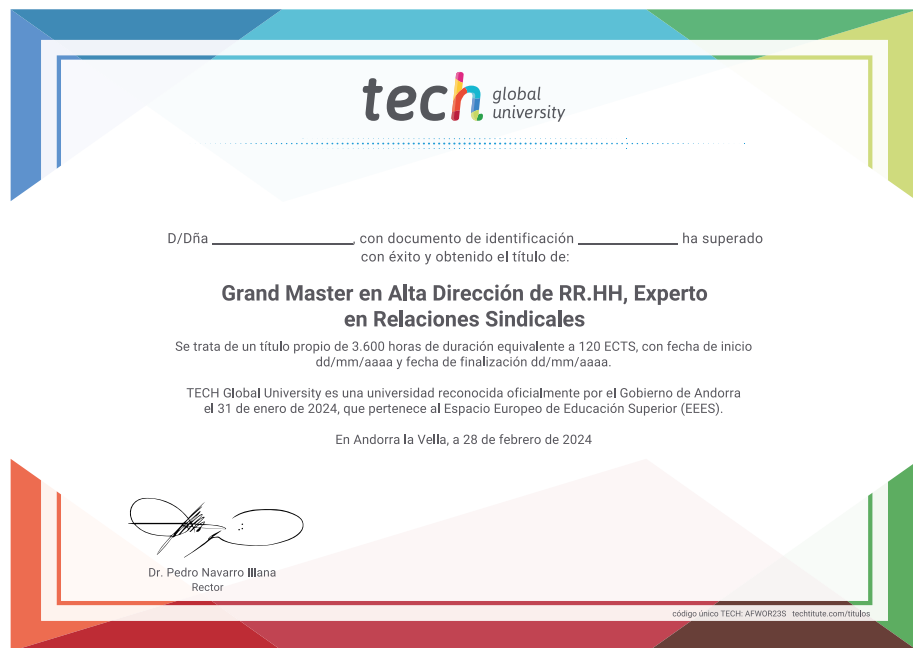 tech global university
D/Dña ____________, con documento de identificación ____________ ha superado
con éxito y obtenido el título de:
Grand Master en Alta Dirección de RR.HH, Experto
en Relaciones Sindicales
Se trata de un título propio de 3.600 horas de duración equivalente a 120 ECTS, con fecha de inicio
dd/mm/aaaa y fecha de finalización dd/mm/aaaa.
TECH Global University es una universidad reconocida oficialmente por el Gobierno de Andorra
el 31 de enero de 2024, que pertenece al Espacio Europeo de Educación Superior (EEES).
En Andorra la Vella, a 28 de febrero de 2024
Dr. Pedro Navarro Illana
Rector
código único TECH: AFWOR23S techtitute.com/titulos